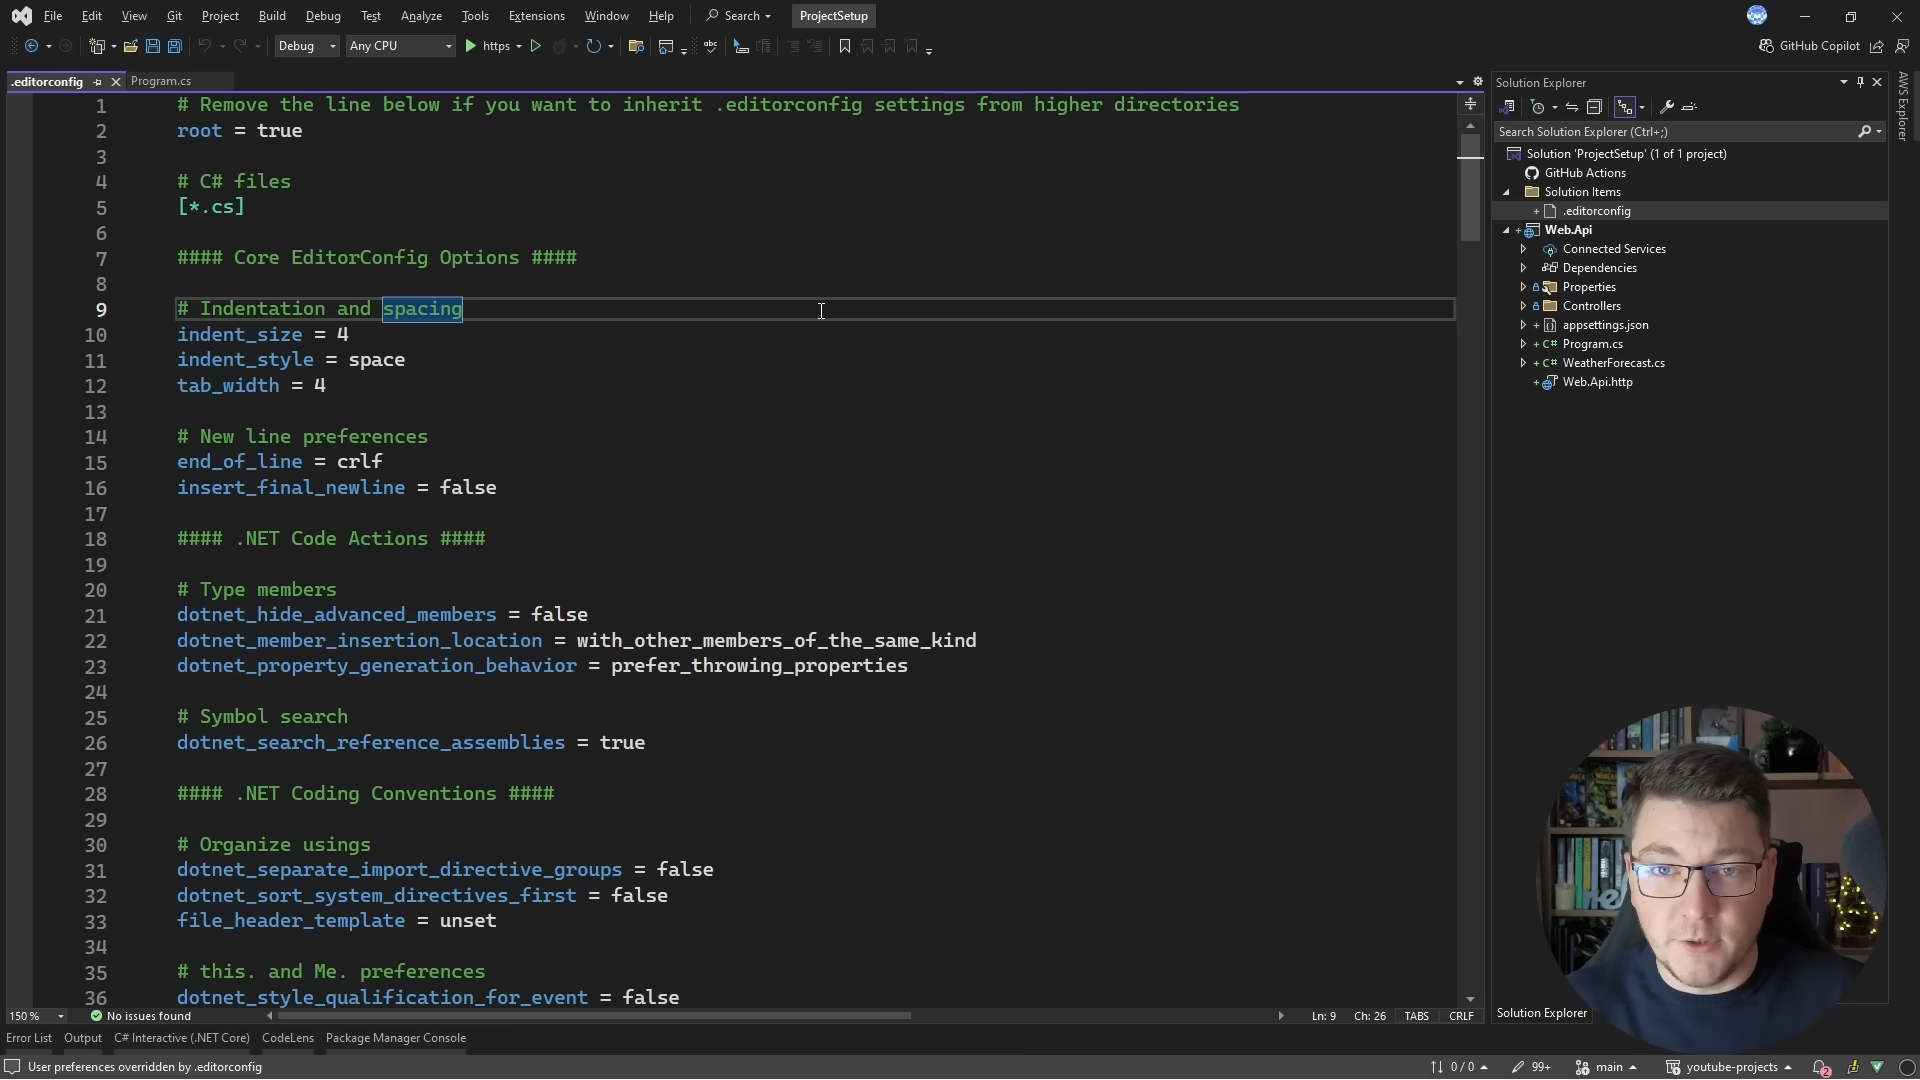 File Edit View Git Project Build Debug Test Analyze Tools Extensions Window Help Search ProjectSetup
Debug Any CPU https GitHub Copilot
.editorconfig Program.cs
1 # Remove the line below if you want to inherit .editorconfig settings from higher directories
2 root = true
3
4 # C# files
5 [*.cs]
6
7 #### Core EditorConfig Options ####
8
9 # Indentation and spacing
10 indent_size = 4
11 indent_style = space
12 tab_width = 4
13
14 # New line preferences
15 end_of_line = crlf
16 insert_final_newline = false
17
18 #### .NET Code Actions ####
19
20 # Type members
21 dotnet_hide_advanced_members = false
22 dotnet_member_insertion_location = with_other_members_of_the_same_kind
23 dotnet_property_generation_behavior = prefer_throwing_properties
24
25 # Symbol search
26 dotnet_search_reference_assemblies = true
27
28 #### .NET Coding Conventions ####
29
30 # Organize usings
31 dotnet_separate_import_directive_groups = false
32 dotnet_sort_system_directives_first = false
33 file_header_template = unset
34
35 # this. and Me. preferences
36 dotnet_style_qualification_for_event = false
150 % No issues found Ln: 9 Ch: 26 TABS CRLF
Solution Explorer
Search Solution Explorer (Ctrl+;)
Solution 'ProjectSetup' (1 of 1 project)
GitHub Actions
Solution Items
.editorconfig
Web.Api
Connected Services
Dependencies
Properties
Controllers
appsettings.json
C# Program.cs
C# WeatherForecast.cs
Web.Api.http
Solution Explorer
AWS Explorer
Error List Output C# Interactive (.NET Core) CodeLens Package Manager Console
User preferences overridden by .editorconfig 0 / 0 99+ main youtube-projects 2